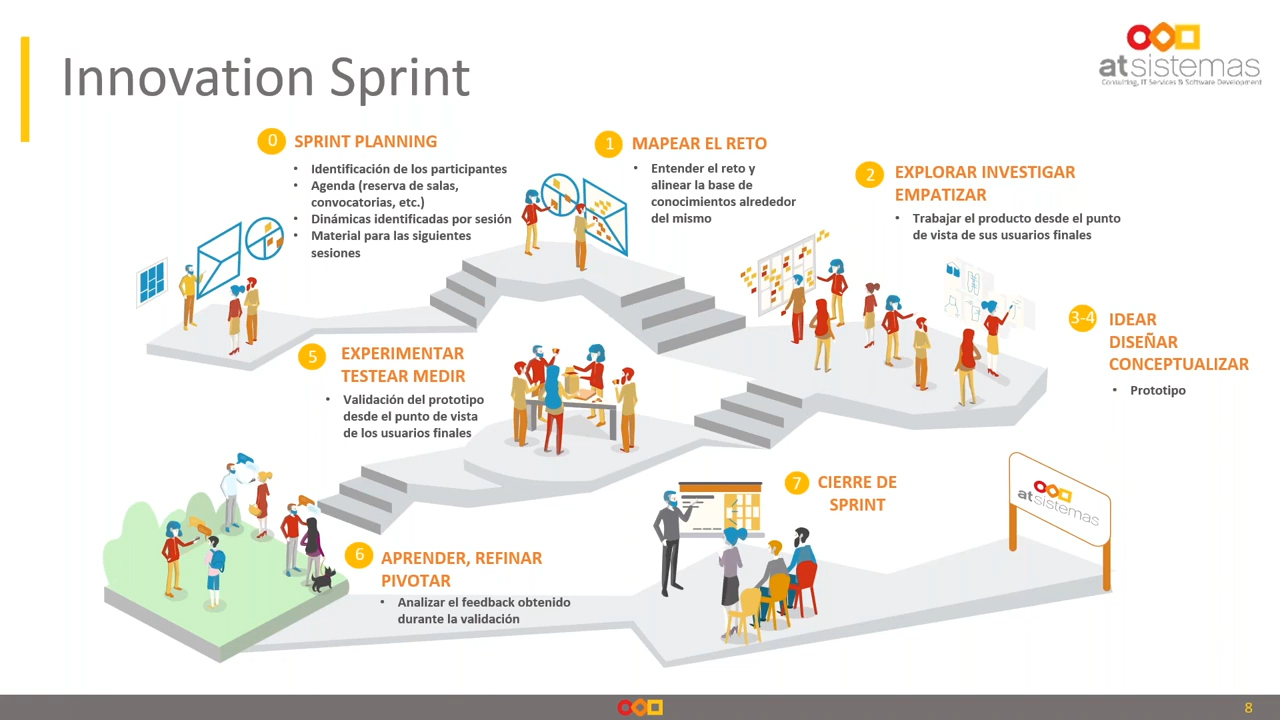 Innovation Sprint
atsistemas
Consulting, IT Services & Software Development
0 SPRINT PLANNING
• Identificación de los participantes
• Agenda (reserva de salas,
convocatorias, etc.)
• Dinámicas identificadas por sesión
• Material para las siguientes
sesiones
1 MAPEAR EL RETO
• Entender el reto y
alinear la base de
conocimientos alrededor
del mismo
2 EXPLORAR INVESTIGAR
EMPATIZAR
• Trabajar el producto desde el punto
de vista de sus usuarios finales
3-4 IDEAR
DISEÑAR
CONCEPTUALIZAR
• Prototipo
5 EXPERIMENTAR
TESTEAR MEDIR
• Validación del prototipo
desde el punto de vista
de los usuarios finales
6 APRENDER, REFINAR
PIVOTAR
• Analizar el feedback obtenido
durante la validación
7 CIERRE DE
SPRINT
atsistemas
8